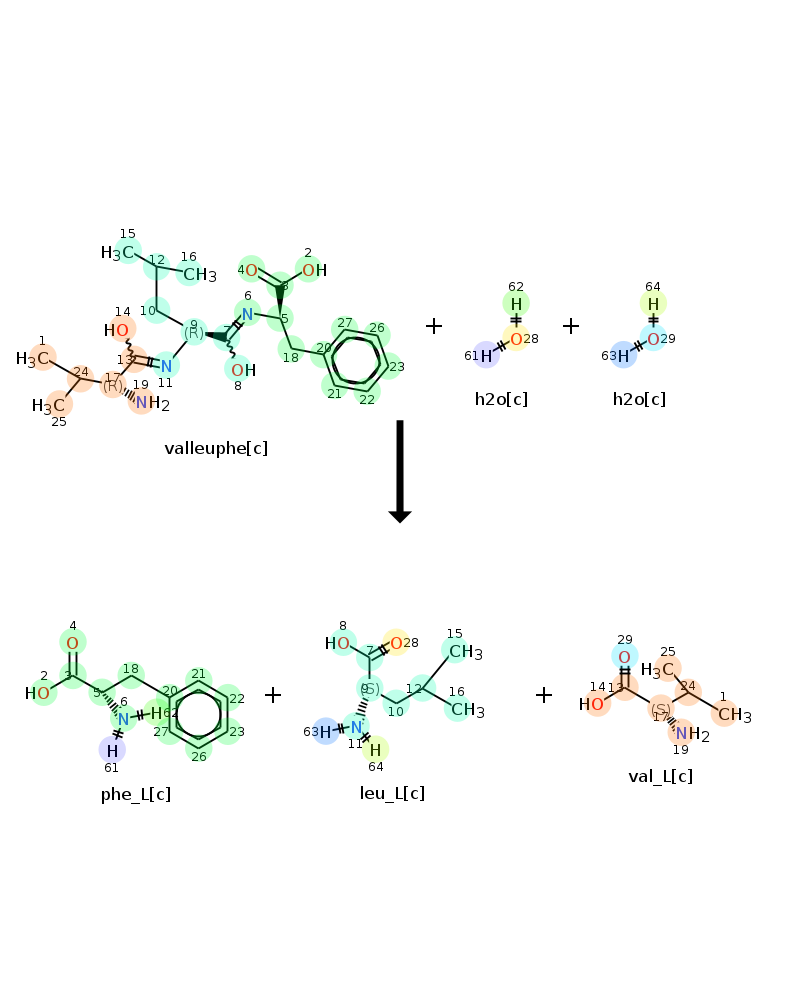 15
H3C 12 16
CH3
4 O 3 2 OH
14 10 6 N
HO 9 (R) 7 5 27 26
1 13 N 18 20 23
H3C 24 17 (R) 19 11 OH 8 21 22
H3C NH2
25
valleuphe[c]
+
62
H
61 H O 28
h2o[c]
+
64
H
63 H O 29
h2o[c]
4
O
2 3 18 21
HO 5 20 22
6 N H 62 27 23
H 26
61
phe_L[c]
+
8 O 28 15
HO 7 CH3
9 (S) 12 16
10 CH3
63 H N
11 H
64
leu_L[c]
+
29 25
O H3C
14 13 24 1
HO (S) CH3
17 NH2
19
val_L[c]